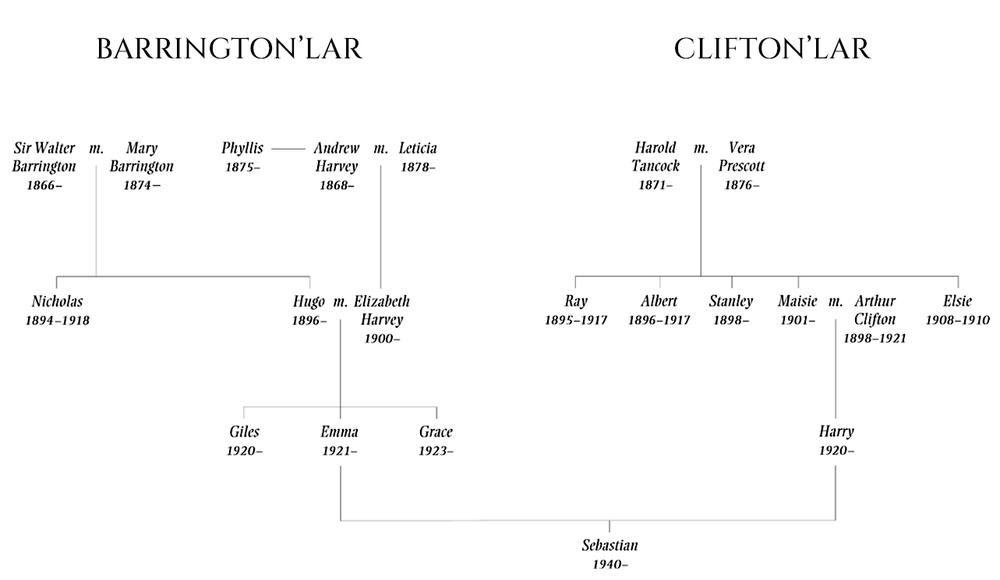 BARRINGTON’LAR
CLIFTON’LAR
Sir Walter Barrington 1866–
m.
Mary Barrington 1874–
Phyllis 1875–
Andrew Harvey 1868–
m.
Leticia 1878–
Harold Tancock 1871–
m.
Vera Prescott 1876–
Nicholas 1894–1918
Hugo 1896–
m.
Elizabeth Harvey 1900–
Ray 1895–1917
Albert 1896–1917
Stanley 1898–
Maisie 1901–
m.
Arthur Clifton 1898–1921
Elsie 1908–1910
Giles 1920–
Emma 1921–
Grace 1923–
Harry 1920–
Sebastian 1940–